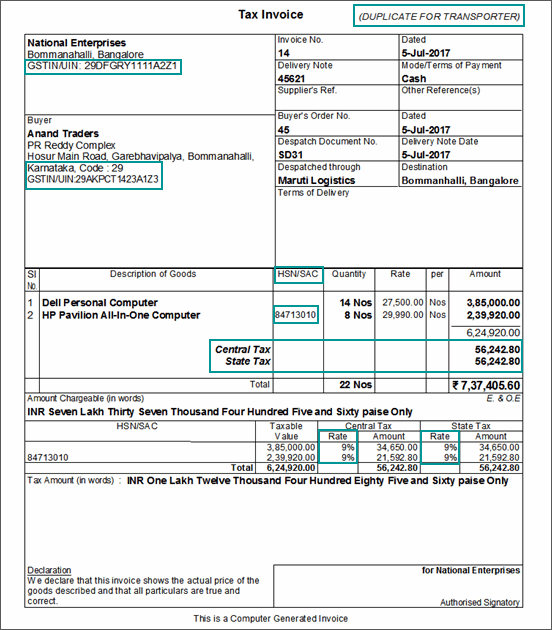 Tax Invoice (DUPLICATE FOR TRANSPORTER)
National Enterprises
Bommanahalli, Bangalore
GSTIN/UIN: 29DFGRY1111A2Z1
Invoice No. Dated
14 5-Jul-2017
Delivery Note Mode/Terms of Payment
45621 Cash
Supplier's Ref. Other Reference(s)
Buyer
Anand Traders
PR Reddy Complex
Hosur Main Road, Garebhavipalya, Bommanahalli,
Karnataka, Code : 29
GSTIN/UIN:29AKPCT1423A1Z3
Buyer's Order No. Dated
45 5-Jul-2017
Despatch Document No. Delivery Note Date
SD31 5-Jul-2017
Despatched through Destination
Maruti Logistics Bommanhalli, Bangalore
Terms of Delivery
Sl No. Description of Goods HSN/SAC Quantity Rate per Amount
1 Dell Personal Computer 14 Nos 27,500.00 Nos 3,85,000.00
2 HP Pavilion All-In-One Computer 84713010 8 Nos 29,990.00 Nos 2,39,920.00
6,24,920.00
Central Tax 56,242.80
State Tax 56,242.80
Total 22 Nos ₹ 7,37,405.60
Amount Chargeable (in words) E. & O.E
INR Seven Lakh Thirty Seven Thousand Four Hundred Five and Sixty paise Only
HSN/SAC Taxable Central Tax State Tax
Value Rate Amount Rate Amount
3,85,000.00 9% 34,650.00 9% 34,650.00
84713010 2,39,920.00 9% 21,592.80 9% 21,592.80
Total 6,24,920.00 56,242.80 56,242.80
Tax Amount (in words) : INR One Lakh Twelve Thousand Four Hundred Eighty Five and Sixty paise Only
Declaration
We declare that this invoice shows the actual price of the
goods described and that all particulars are true and
correct.
for National Enterprises
Authorised Signatory
This is a Computer Generated Invoice